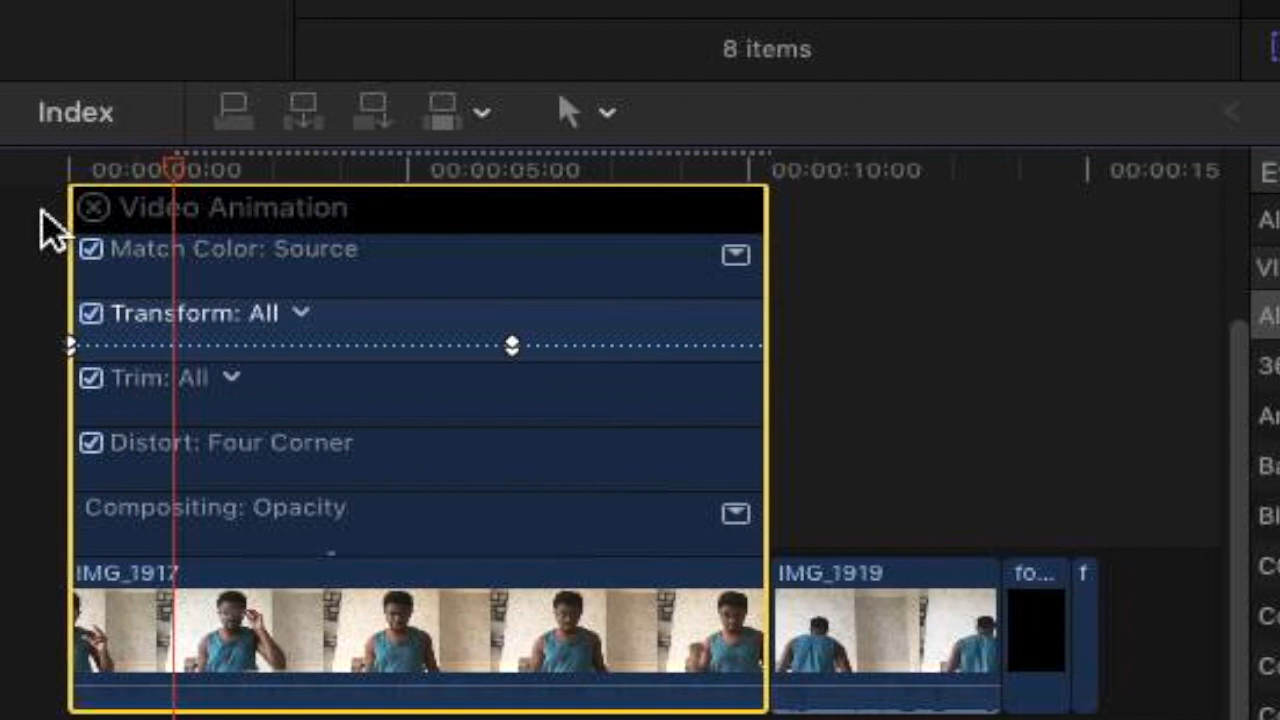 8 items
Index
00:00:00:00 00:00:05:00 00:00:10:00 00:00:15
Video Animation
Match Color: Source
Transform: All
Trim: All
Distort: Four Corner
Compositing: Opacity
IMG_1917 IMG_1919 fo... f